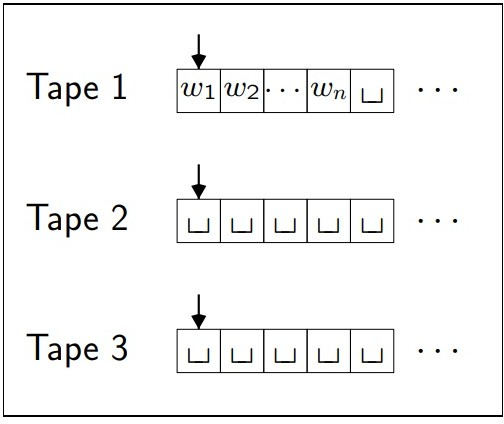 Tape 1 w₁ w₂ ··· wₙ ␣ ···
Tape 2 ␣ ␣ ␣ ␣ ␣ ···
Tape 3 ␣ ␣ ␣ ␣ ␣ ···